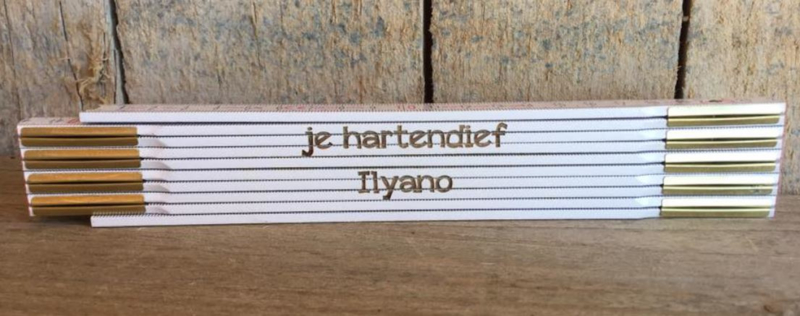 je hartendief
Ilyano